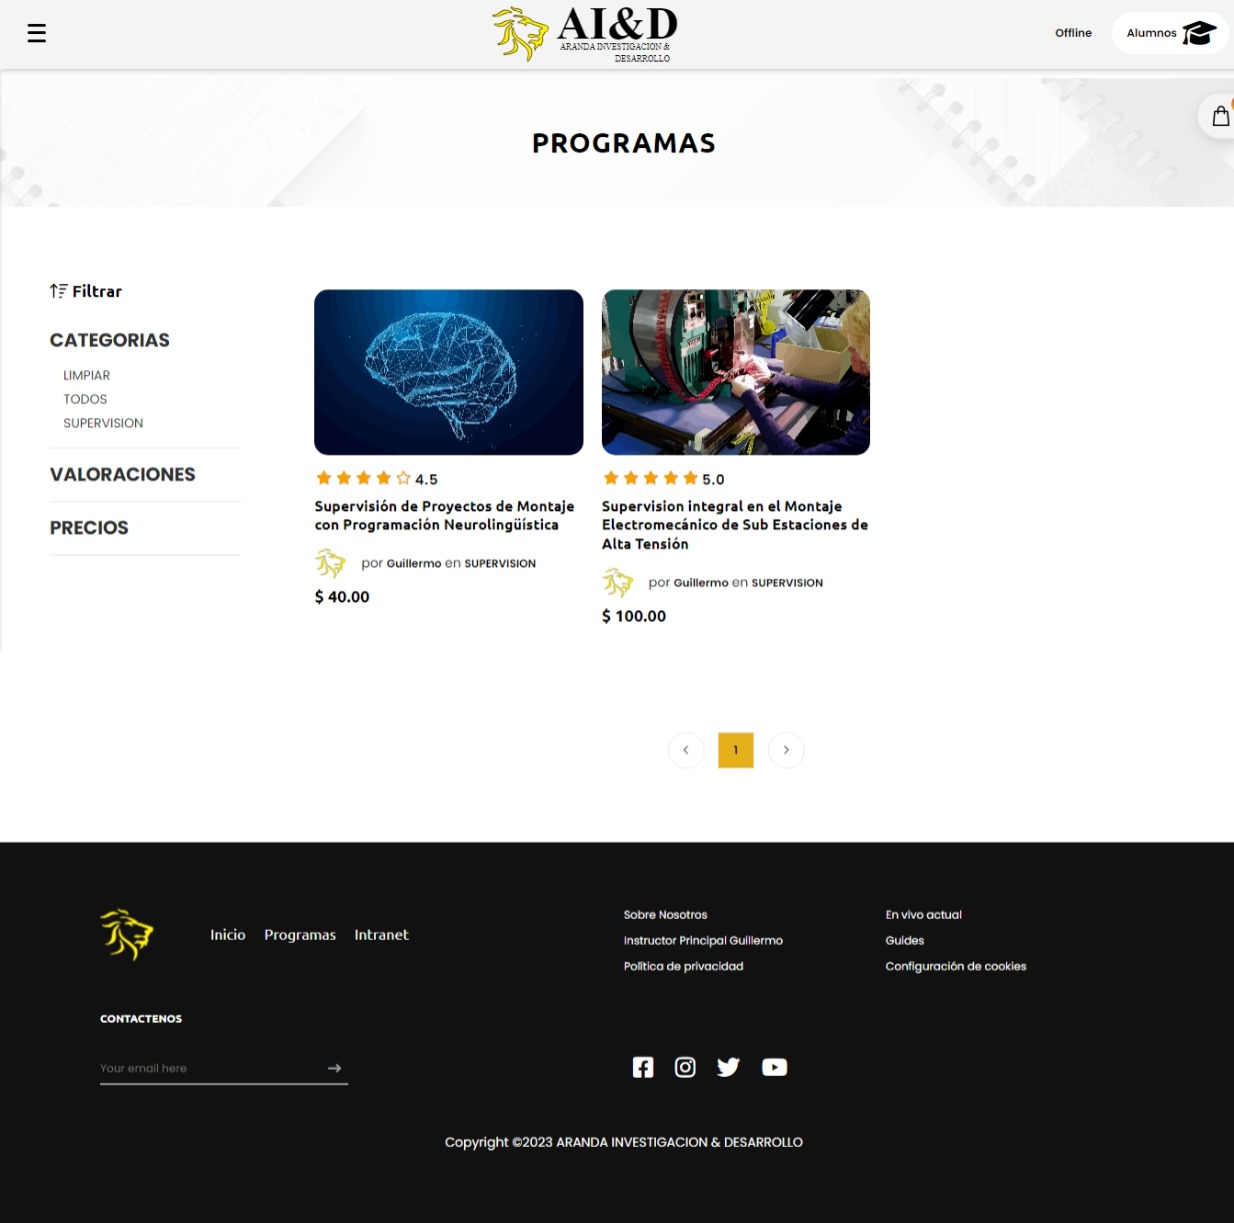 AI&D
ARANDA INVESTIGACION &
DESARROLLO
Offline
Alumnos
PROGRAMAS
Filtrar
CATEGORIAS
LIMPIAR
TODOS
SUPERVISION
VALORACIONES
PRECIOS
4.5
Supervisión de Proyectos de Montaje
con Programación Neurolingüística
por Guillermo en SUPERVISION
$ 40.00
5.0
Supervision integral en el Montaje
Electromecánico de Sub Estaciones de
Alta Tensión
por Guillermo en SUPERVISION
$ 100.00
1
Inicio Programas Intranet
Sobre Nosotros
Instructor Principal Guillermo
Política de privacidad
En vivo actual
Guides
Configuración de cookies
CONTACTENOS
Your email here
Copyright ©2023 ARANDA INVESTIGACION & DESARROLLO